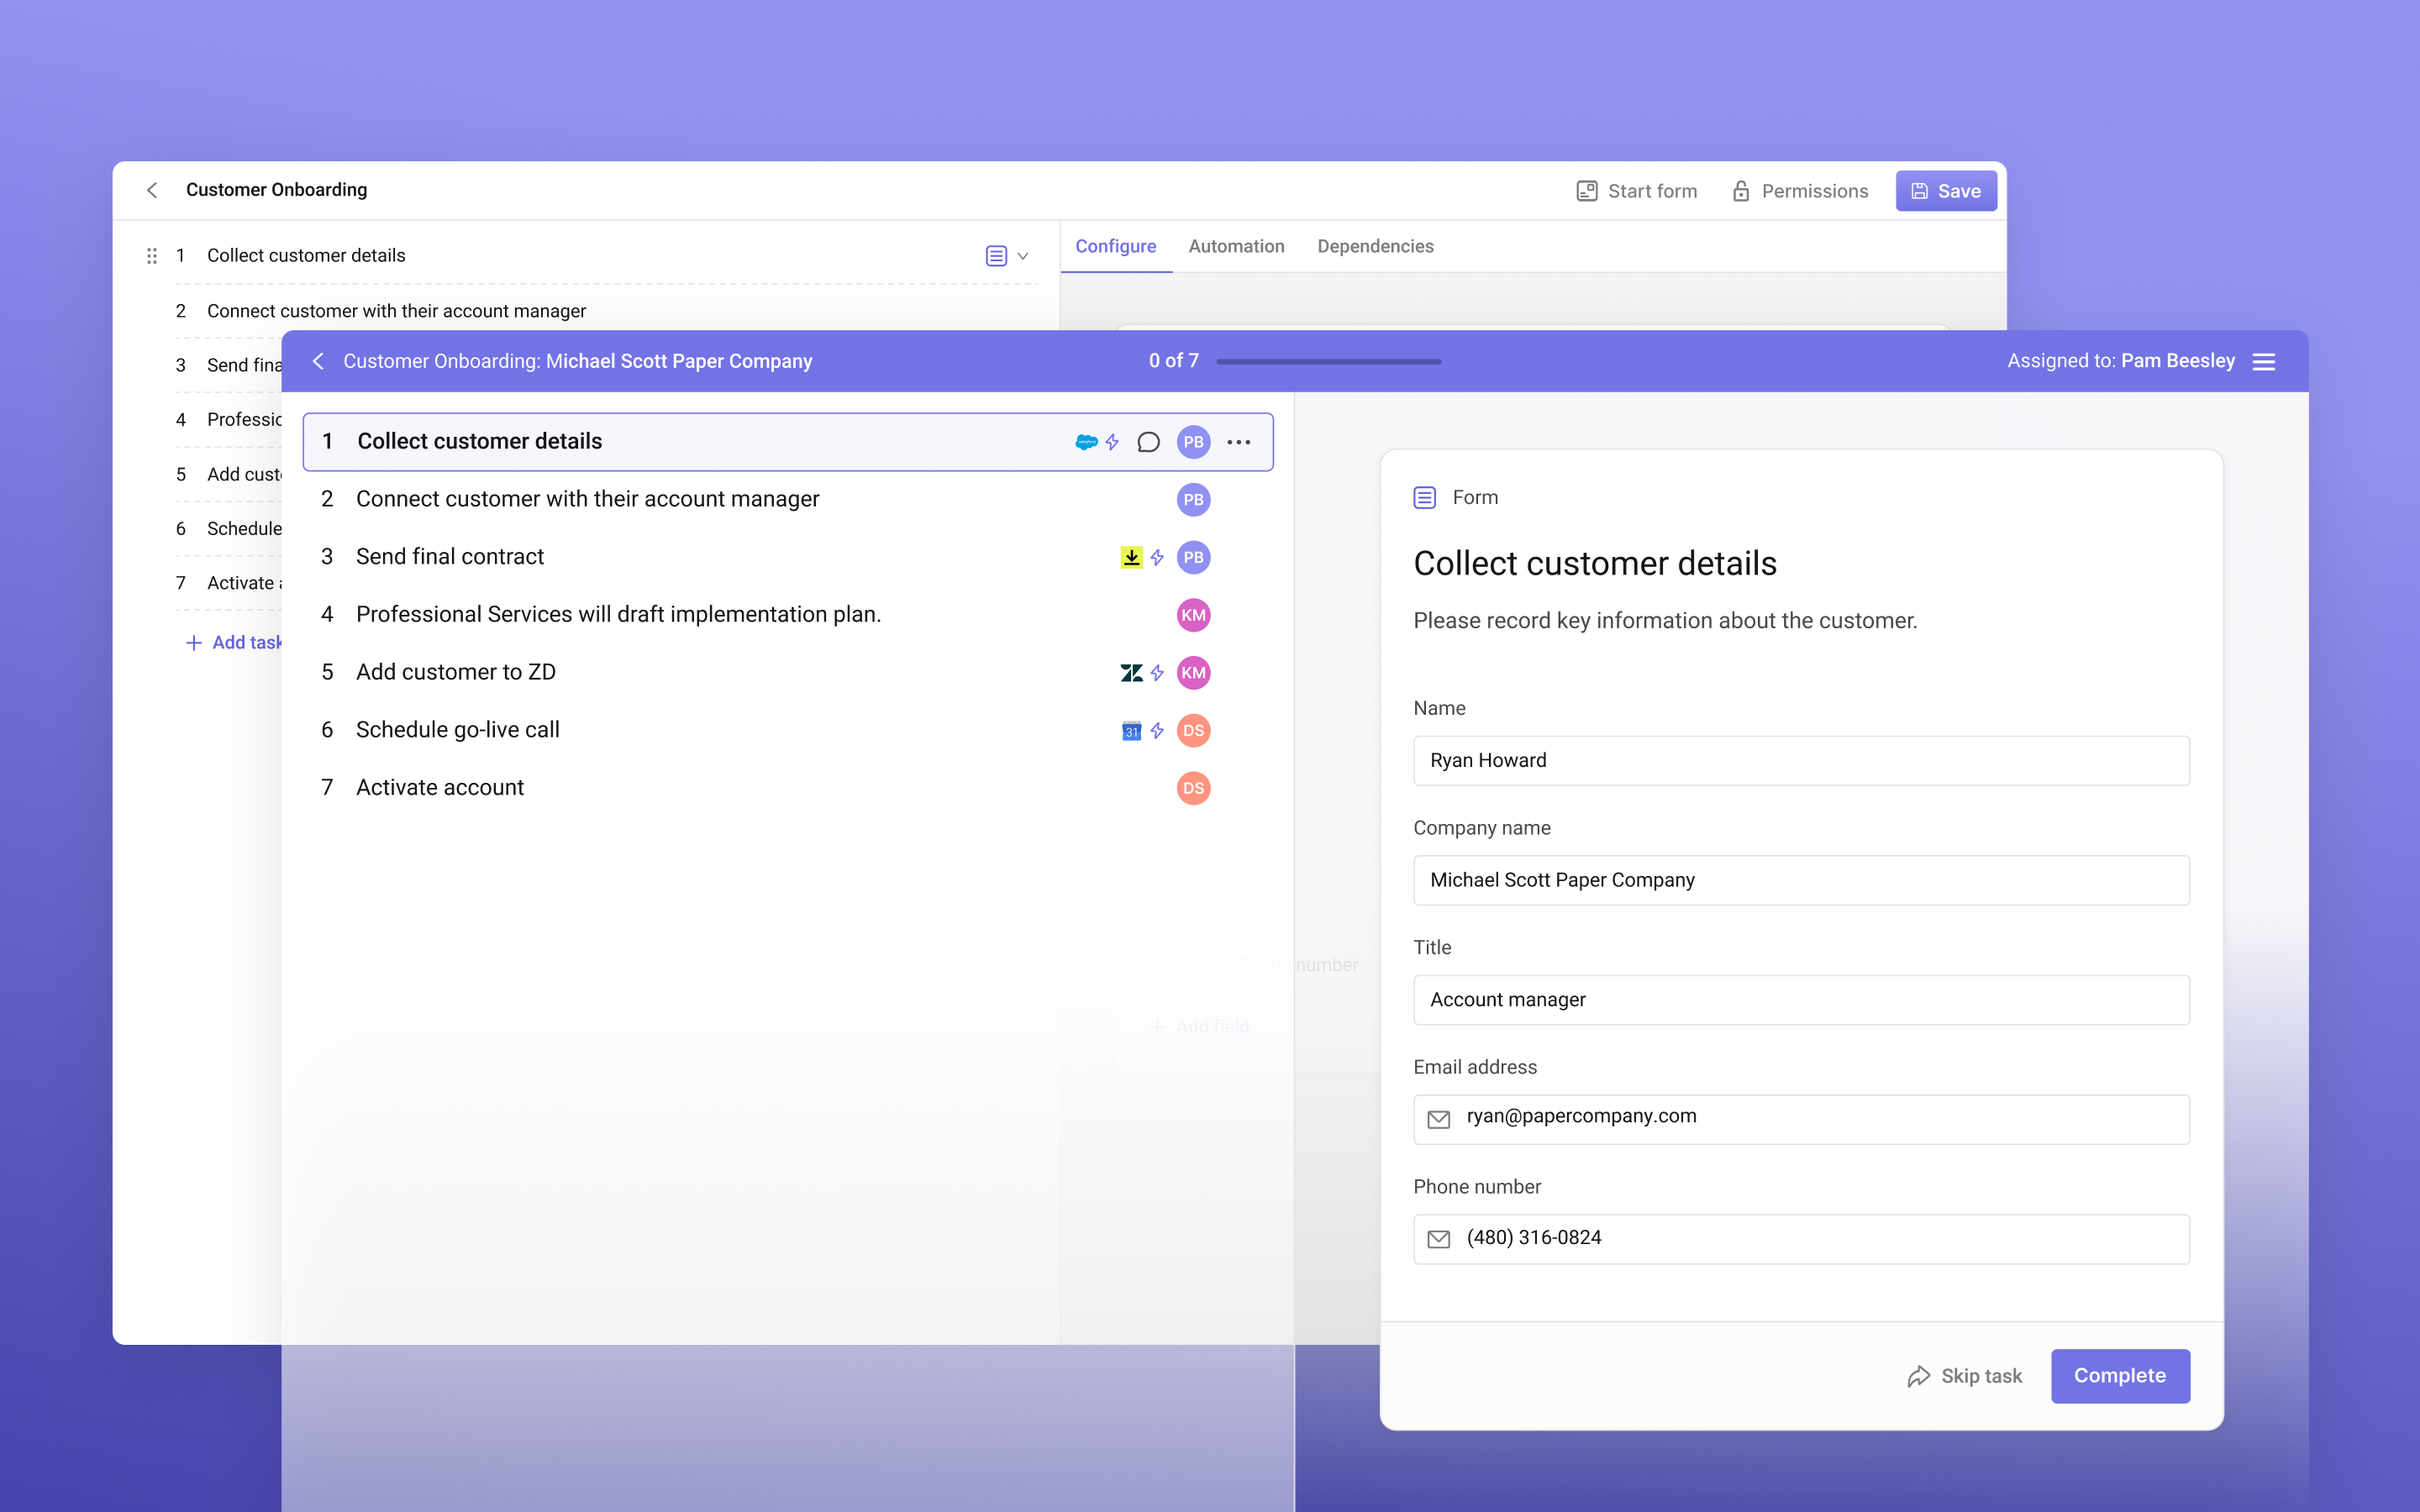 Customer Onboarding
Start form
Permissions
Save
1 Collect customer details
2 Connect customer with their account manager
3 Send fina
4 Professio
5 Add cust
6 Schedule
7 Activate
Add task
Configure
Automation
Dependencies
Customer Onboarding: Michael Scott Paper Company
0 of 7
Assigned to: Pam Beesley
1 Collect customer details PB
2 Connect customer with their account manager PB
3 Send final contract PB
4 Professional Services will draft implementation plan. KM
5 Add customer to ZD KM
6 Schedule go-live call 31 DS
7 Activate account DS
Phone number
Add field
Form
Collect customer details
Please record key information about the customer.
Name
Ryan Howard
Company name
Michael Scott Paper Company
Title
Account manager
Email address
ryan@papercompany.com
Phone number
(480) 316-0824
Skip task
Complete